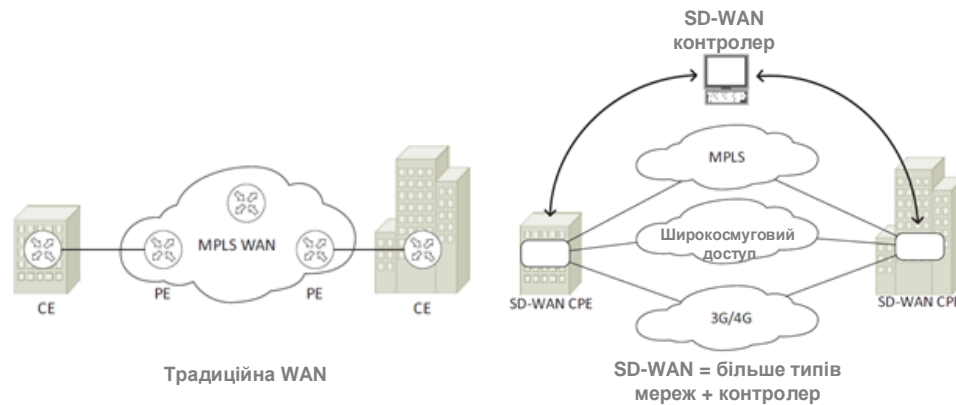 MPLS WAN
CE
PE
PE
CE
Традиційна WAN
SD-WAN
контролер
MPLS
Широкосмуговий
доступ
3G/4G
SD-WAN CPE
SD-WAN CPE
SD-WAN = більше типів
мереж + контролер